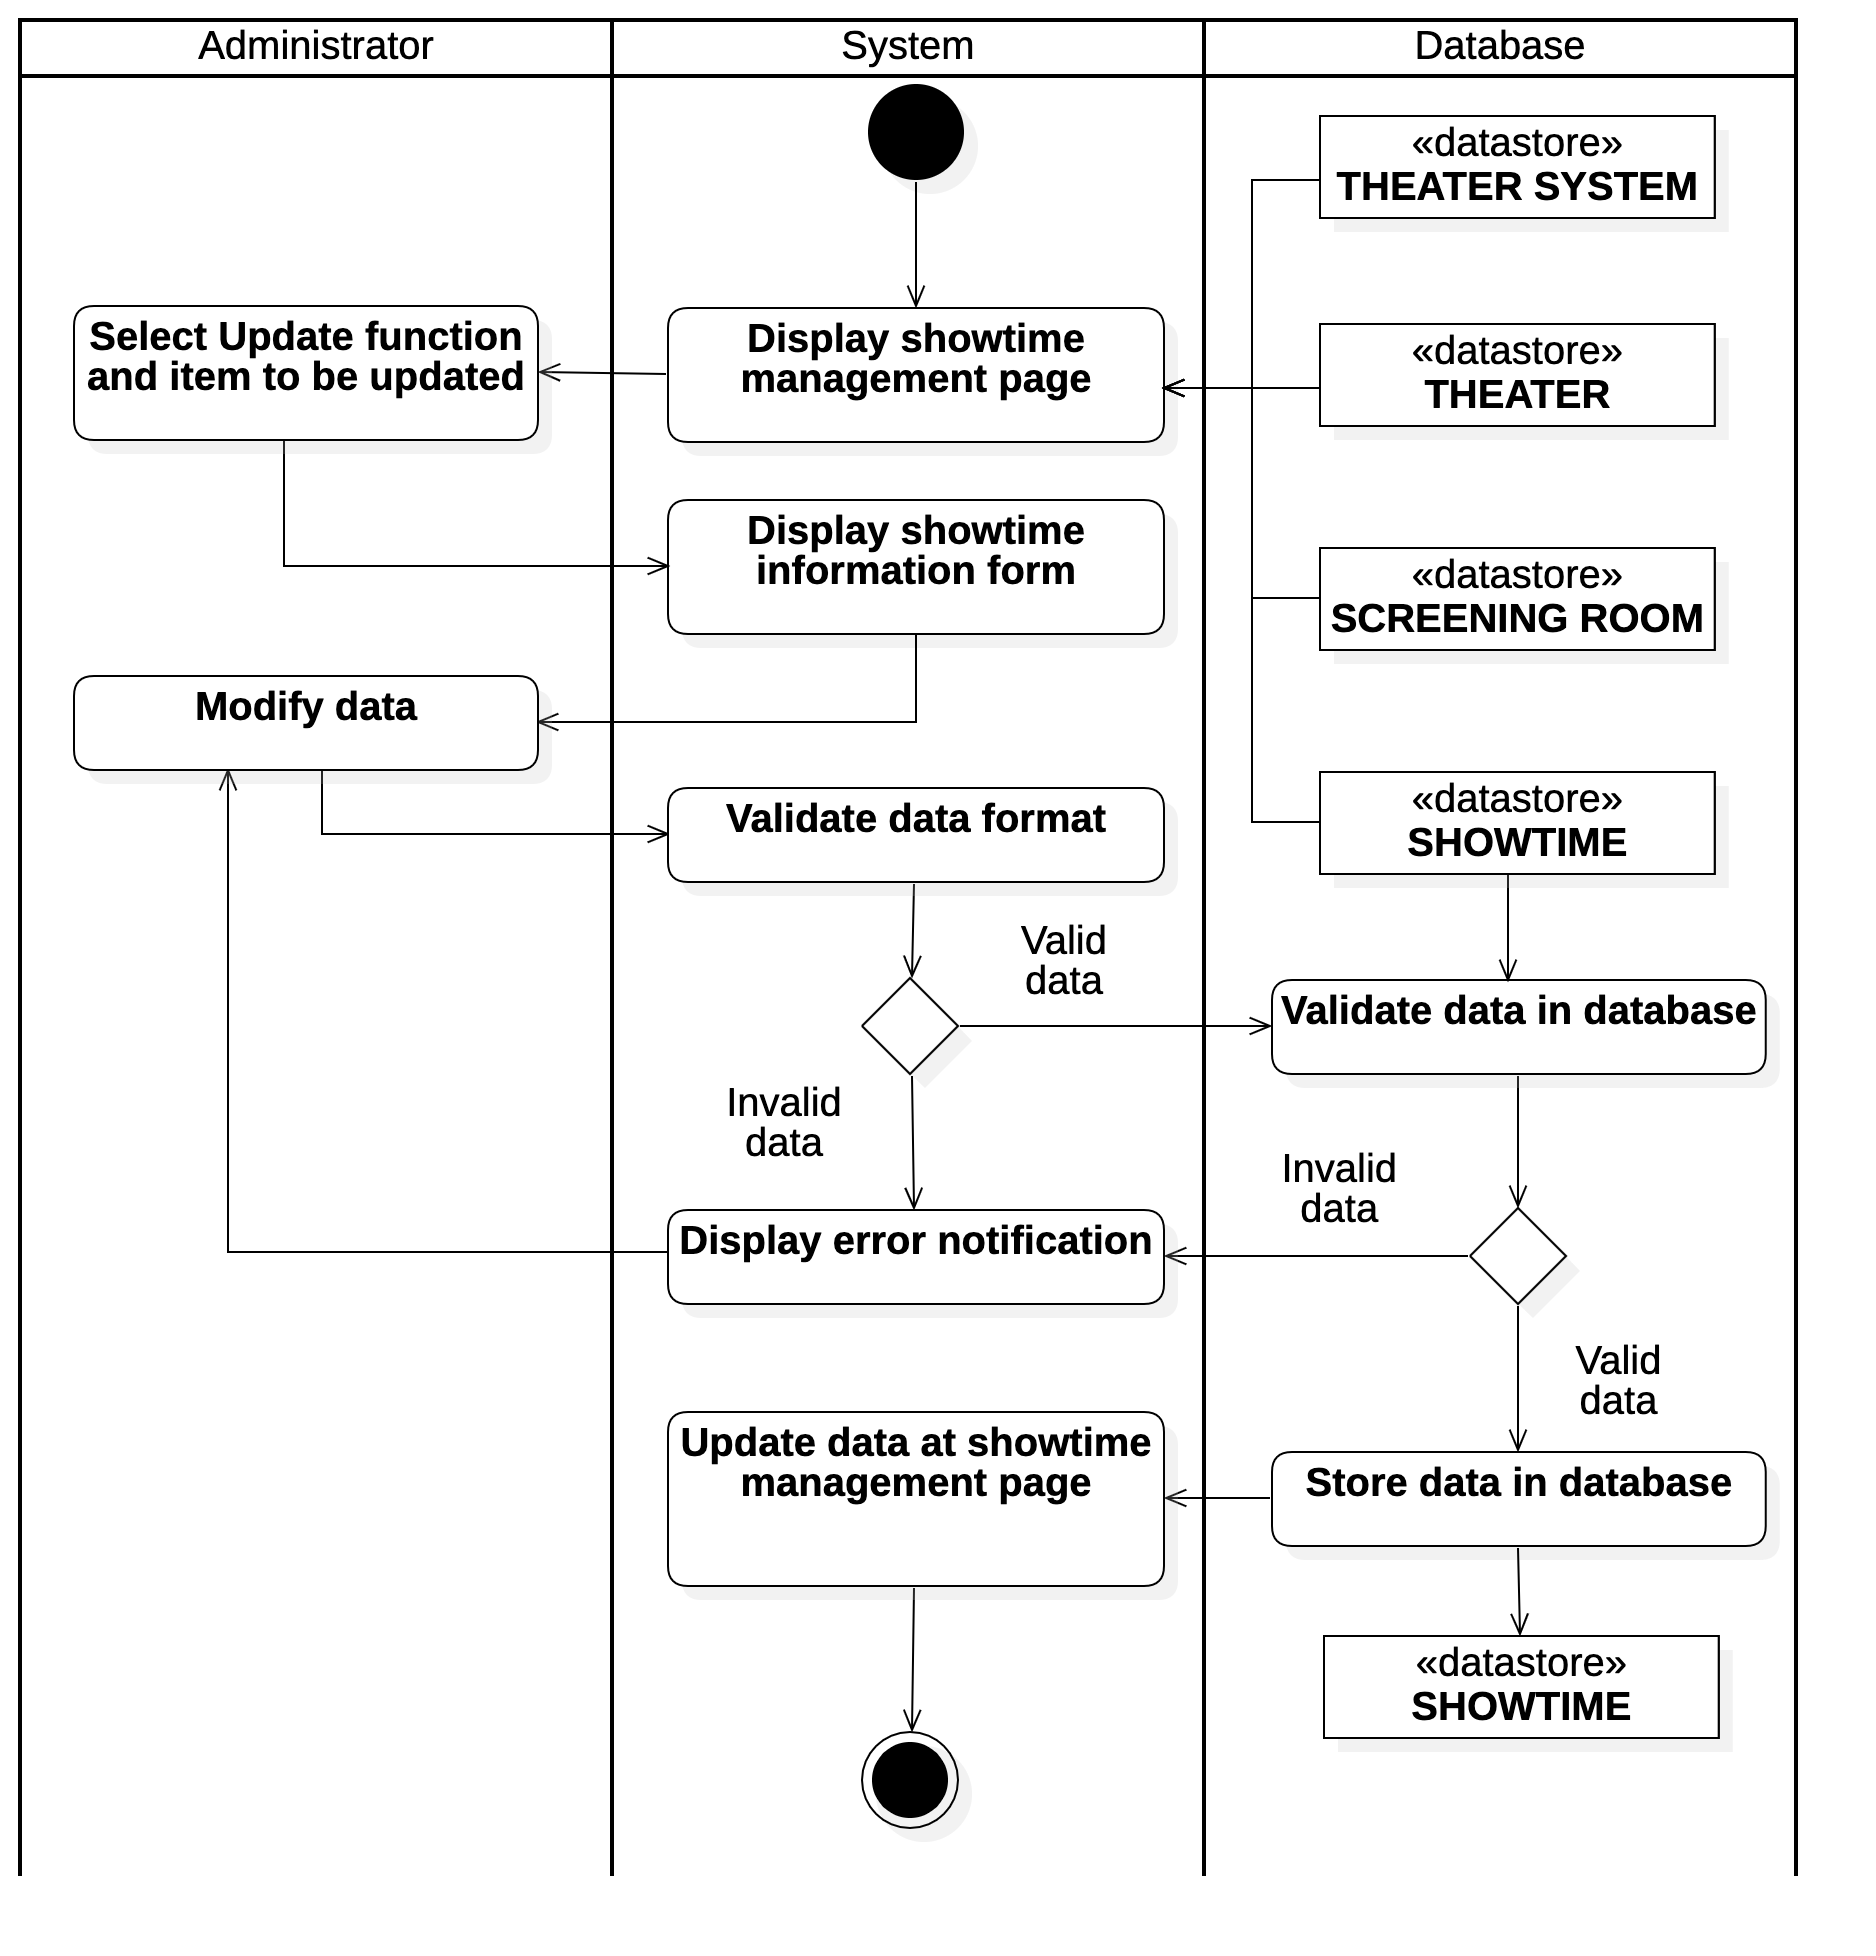 Administrator
System
Database
«datastore»
THEATER SYSTEM
Select Update function
and item to be updated
Display showtime
management page
«datastore»
THEATER
Display showtime
information form
«datastore»
SCREENING ROOM
Modify data
Validate data format
«datastore»
SHOWTIME
Valid
data
Validate data in database
Invalid
data
Invalid
data
Display error notification
Valid
data
Update data at showtime
management page
Store data in database
«datastore»
SHOWTIME